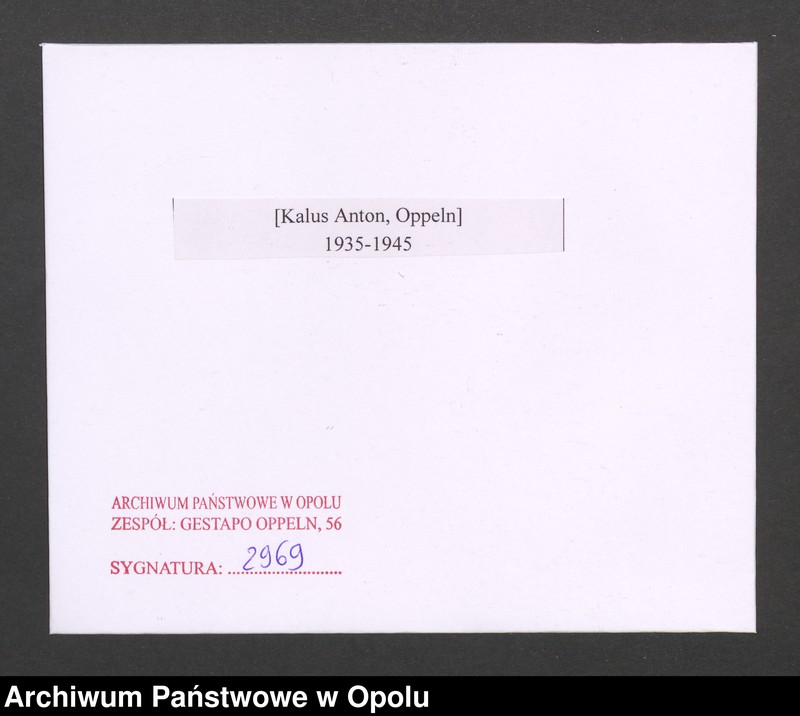 [Kalus Anton, Oppeln]
1935-1945
ARCHIWUM PAŃSTWOWE W OPOLU
ZESPÓŁ: GESTAPO OPPELN, 56
SYGNATURA: 2969
Archiwum Państwowe w Opolu